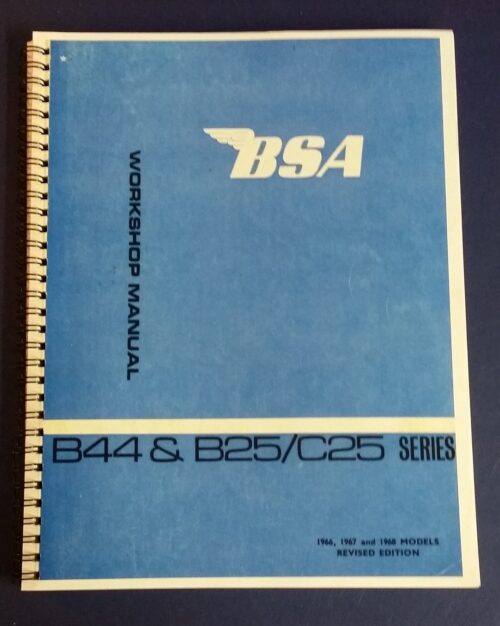 BSA
WORKSHOP MANUAL
B44 & B25/C25 SERIES
1966, 1967 and 1968 MODELS
REVISED EDITION